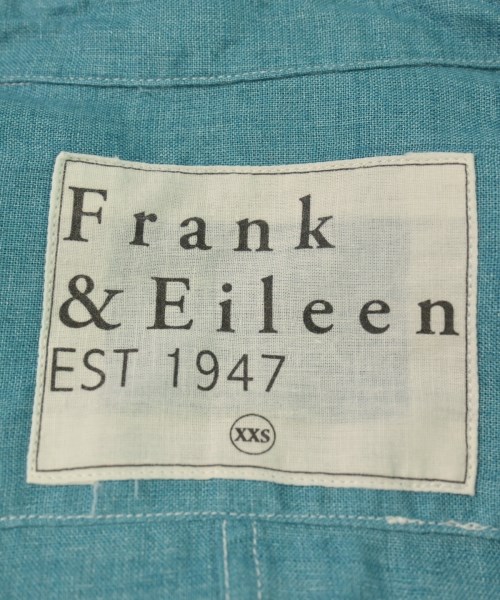 Frank
& Eileen
EST 1947
XXS